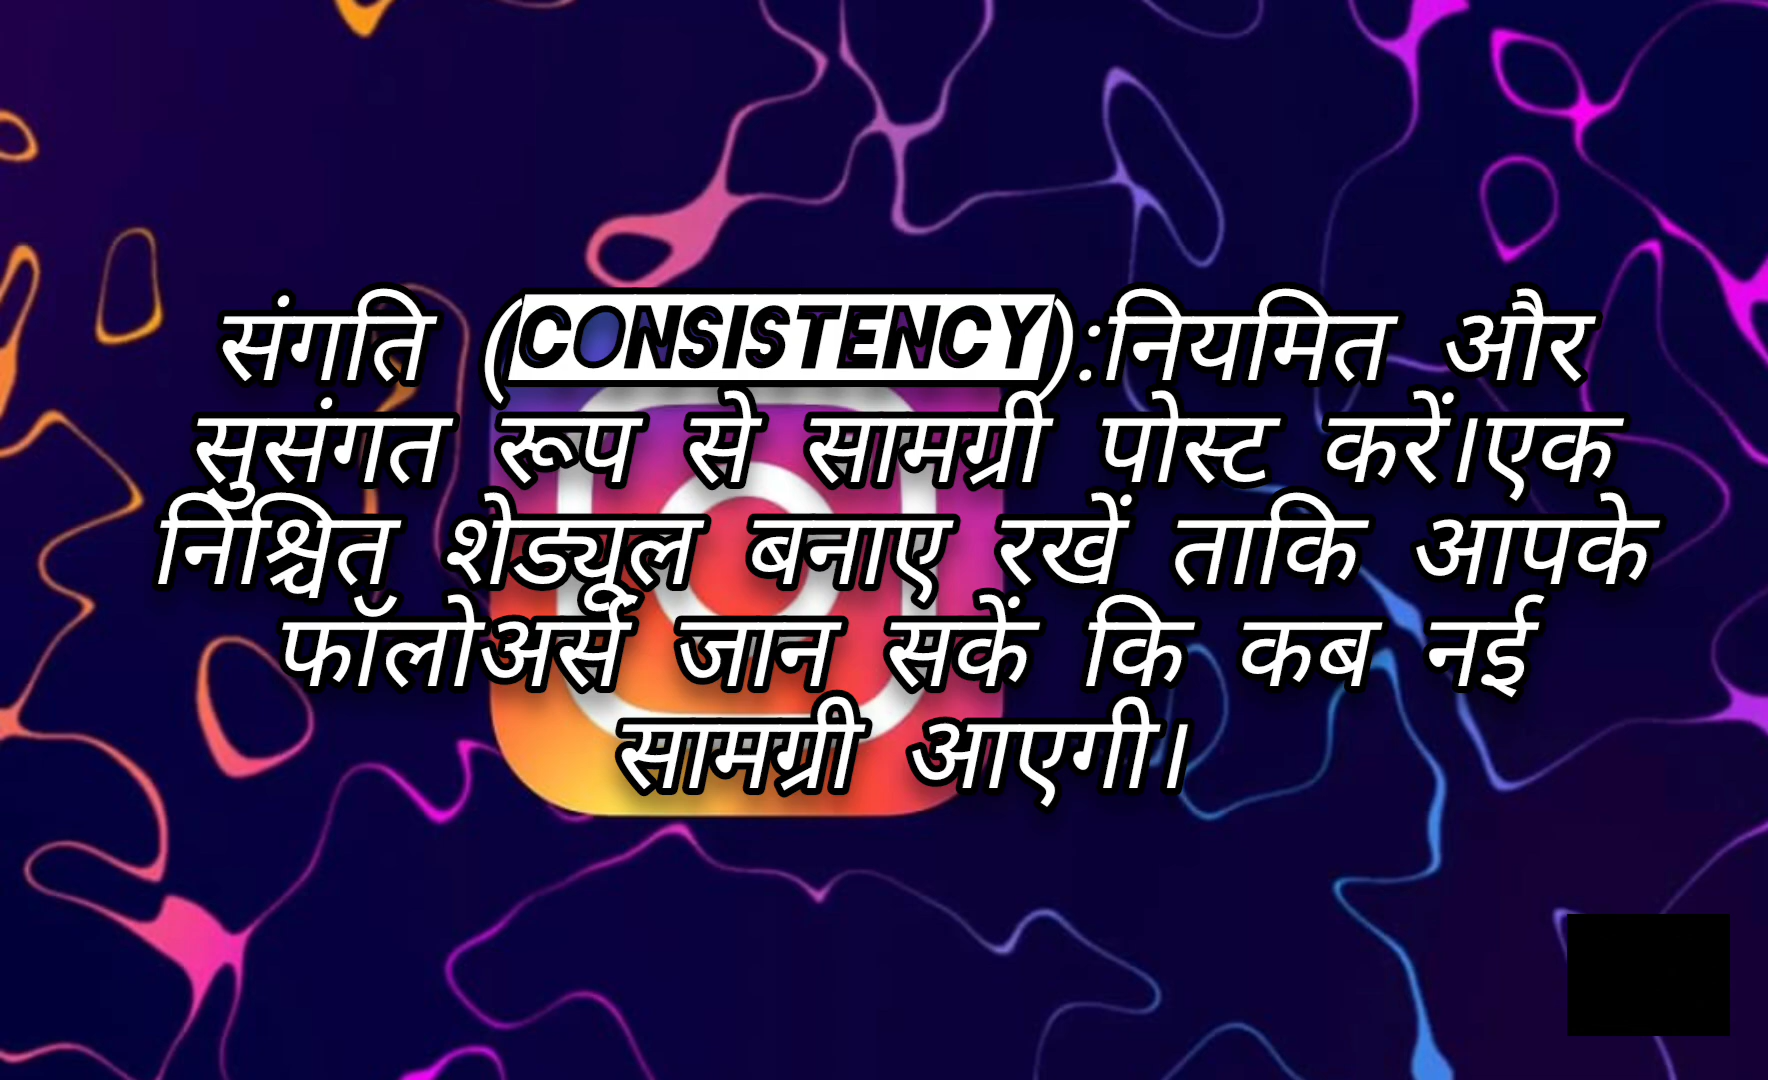 संगति (CONSISTENCY):नियमित और
सुसंगत रूप से सामग्री पोस्ट करें।एक
निश्चित शेड्यूल बनाए रखें ताकि आपके
फॉलोअर्स जान सकें कि कब नई
सामग्री आएगी।